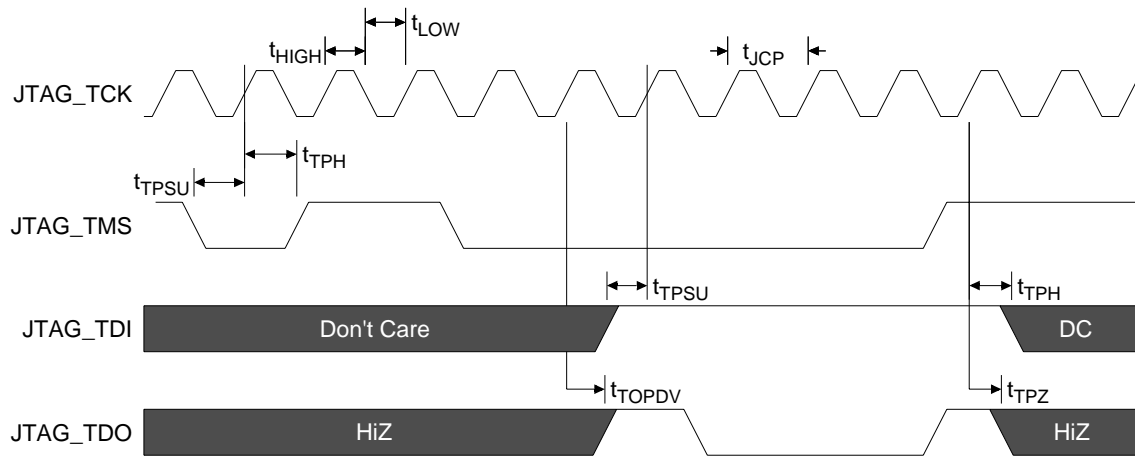 tLOW
tHIGH
tJCP
JTAG_TCK
tTPH
tTPSU
JTAG_TMS
tTPSU
tTPH
JTAG_TDI
Don't Care
DC
tTOPDV
tTPZ
JTAG_TDO
HiZ
HiZ